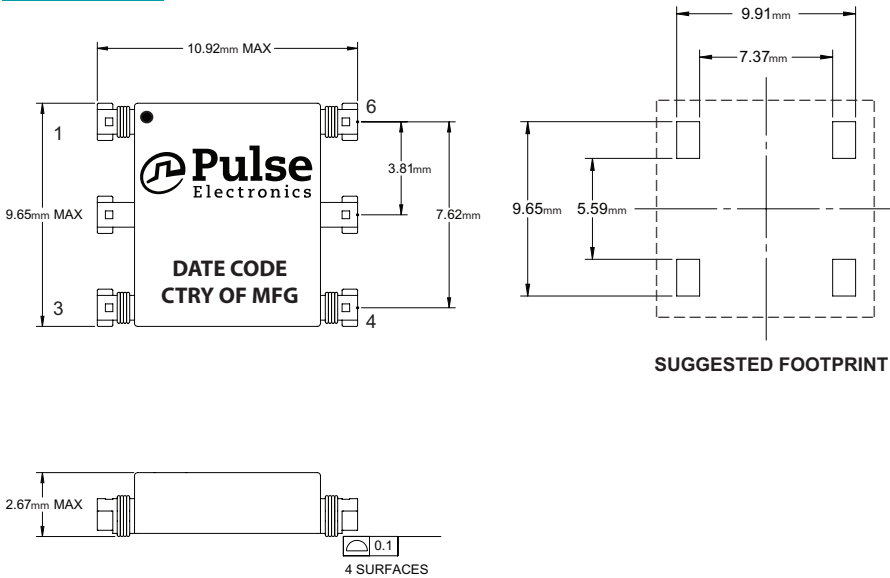 10.92mm MAX
1
6
Pulse
Electronics
3.81mm
9.65mm MAX
7.62mm
DATE CODE
CTRY OF MFG
3
4
9.91mm
7.37mm
9.65mm
5.59mm
SUGGESTED FOOTPRINT
2.67mm MAX
0.1
4 SURFACES